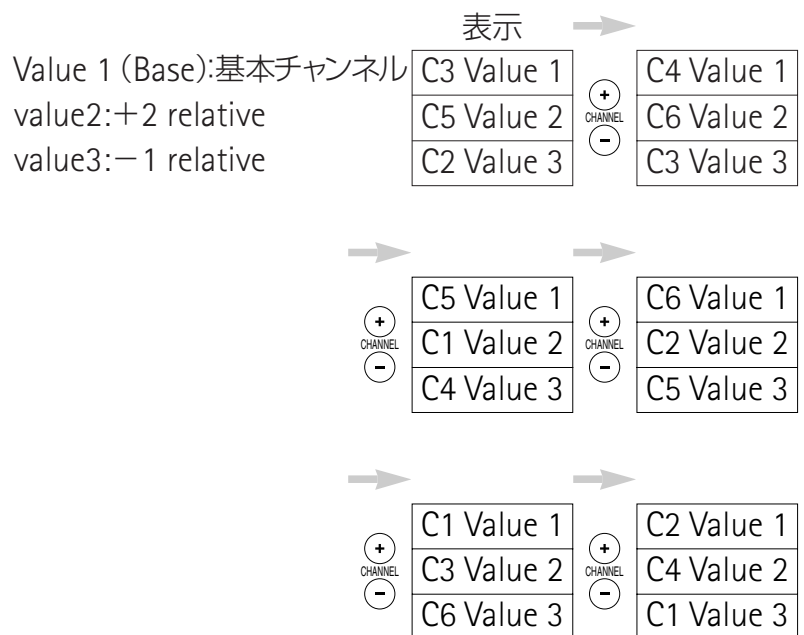 表示
Value 1（Base）:基本チャンネル
value2:＋2 relative
value3:－1 relative
C3 Value 1
C5 Value 2
C2 Value 3
+
CHANNEL
-
C4 Value 1
C6 Value 2
C3 Value 3
+
CHANNEL
-
C5 Value 1
C1 Value 2
C4 Value 3
+
CHANNEL
-
C6 Value 1
C2 Value 2
C5 Value 3
+
CHANNEL
-
C1 Value 1
C3 Value 2
C6 Value 3
+
CHANNEL
-
C2 Value 1
C4 Value 2
C1 Value 3